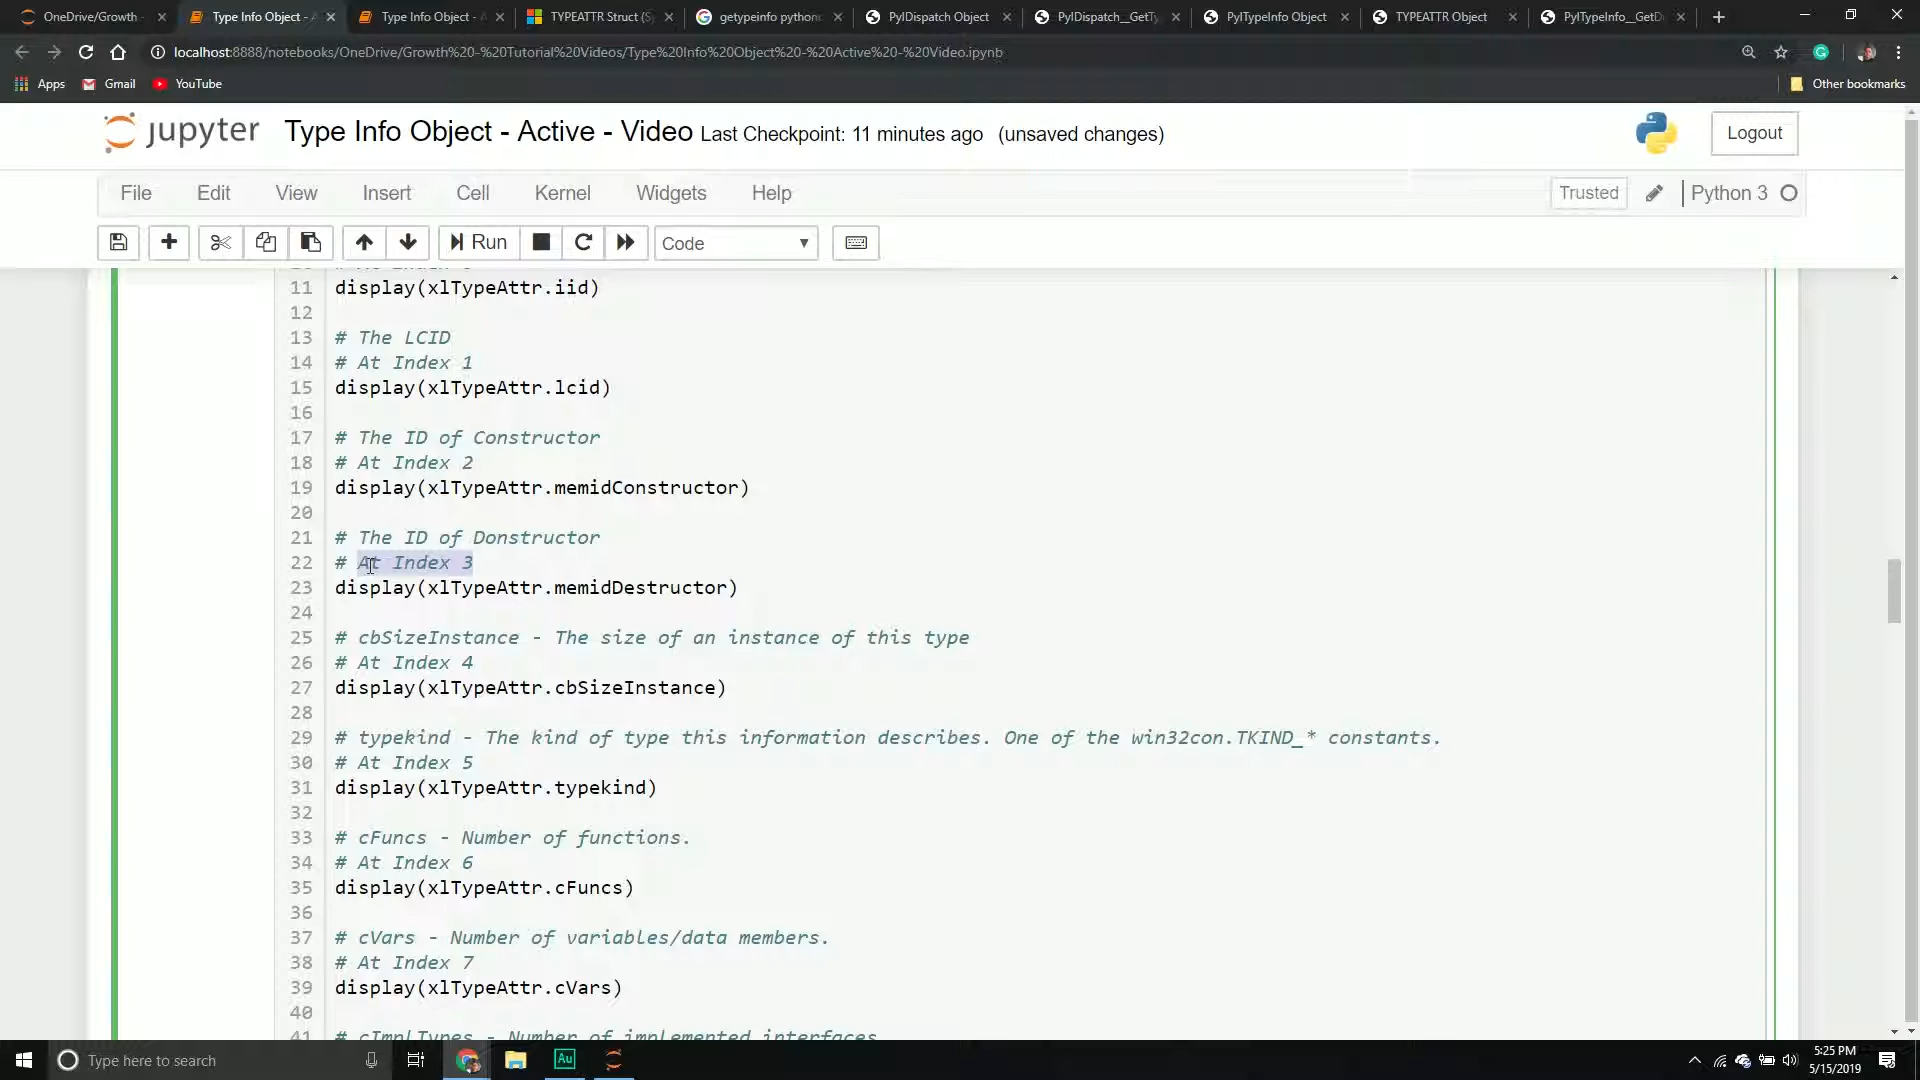 OneDrive/Growth -
Type Info Object - A
Type Info Object - A
TYPEATTR Struct (S
getypeinfo python
PyIDispatch Object
PyIDispatch__GetTy
PyITypeInfo Object
TYPEATTR Object
PyITypeInfo__GetD
localhost:8888/notebooks/OneDrive/Growth%20-%20Tutorial%20Videos/Type%20Info%20Object%20-%20Active%20-%20Video.ipynb
Apps
Gmail
YouTube
Other bookmarks
jupyter
Type Info Object - Active - Video Last Checkpoint: 11 minutes ago (unsaved changes)
Logout
File Edit View Insert Cell Kernel Widgets Help
Trusted
Python 3
Run
Code
11 display(xlTypeAttr.iid)
12
13 # The LCID
14 # At Index 1
15 display(xlTypeAttr.lcid)
16
17 # The ID of Constructor
18 # At Index 2
19 display(xlTypeAttr.memidConstructor)
20
21 # The ID of Donstructor
22 # At Index 3
23 display(xlTypeAttr.memidDestructor)
24
25 # cbSizeInstance - The size of an instance of this type
26 # At Index 4
27 display(xlTypeAttr.cbSizeInstance)
28
29 # typekind - The kind of type this information describes. One of the win32con.TKIND_* constants.
30 # At Index 5
31 display(xlTypeAttr.typekind)
32
33 # cFuncs - Number of functions.
34 # At Index 6
35 display(xlTypeAttr.cFuncs)
36
37 # cVars - Number of variables/data members.
38 # At Index 7
39 display(xlTypeAttr.cVars)
40
41 # cImplTypes - Number of implemented interfaces
Type here to search
Au
5:25 PM
5/15/2019